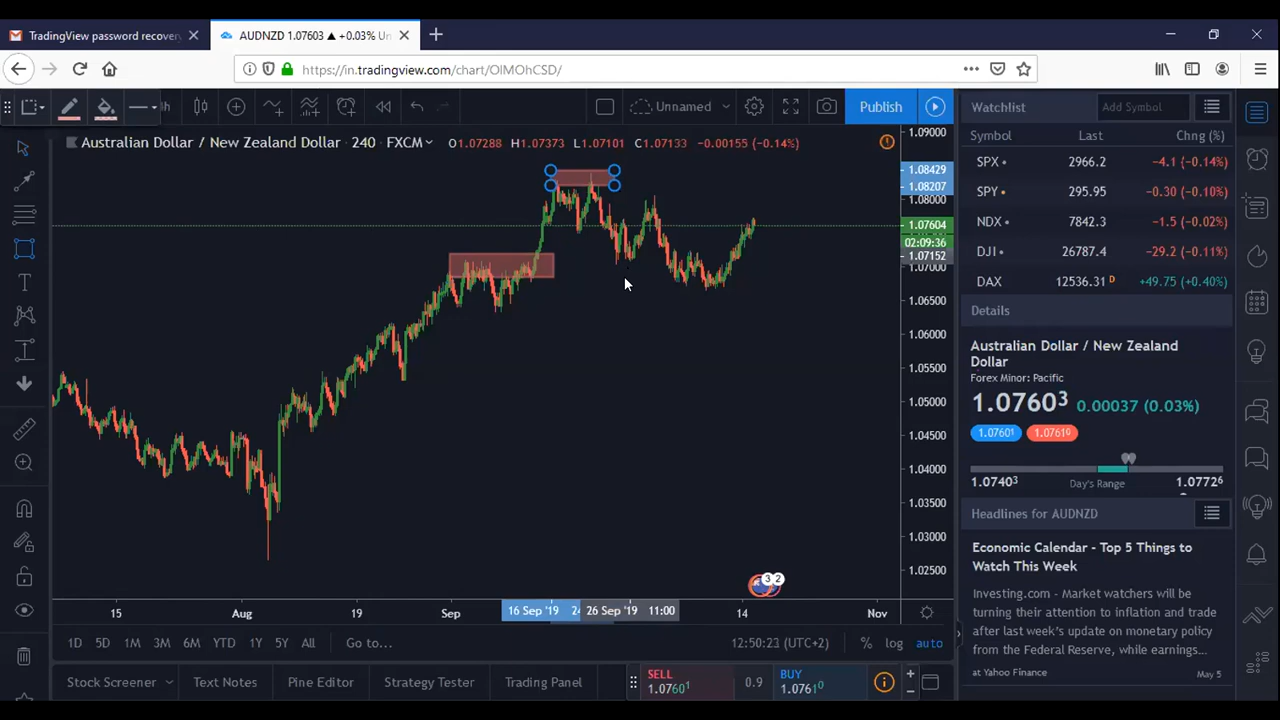 TradingView password recovery
AUDNZD 1.07603 ▲ +0.03% Un
https://in.tradingview.com/chart/OIMOhCSD/
h
Unnamed
Publish
Watchlist
Add Symbol
Australian Dollar / New Zealand Dollar 240 FXCM
O1.07288 H1.07373 L1.07101 C1.07133 -0.00155 (-0.14%)
Symbol Last Chng (%)
SPX 2966.2 -4.1 (-0.14%)
SPY 295.95 -0.30 (-0.10%)
NDX 7842.3 -1.5 (-0.02%)
DJI 26787.4 -29.2 (-0.11%)
DAX 12536.31 D +49.75 (+0.40%)
1.09000
1.08429
1.08207
1.08000
1.07604
02:09:36
1.07152
1.07000
1.06500
1.06000
1.05500
1.05000
1.04500
1.04000
1.03500
1.03000
1.02500
Details
Australian Dollar / New Zealand
Dollar
Forex Minor: Pacific
1.07603 0.00037 (0.03%)
1.07601 1.07610
1.07403 Day's Range 1.07726
Headlines for AUDNZD
Economic Calendar - Top 5 Things to
Watch This Week
Investing.com - Market watchers will be
turning their attention to inflation and trade
after last week's update on monetary policy
from the Federal Reserve, while earnings...
at Yahoo Finance May 5
3 2
15 Aug 19 Sep 16 Sep '19 24 26 Sep '19 11:00 14 Nov
1D 5D 1M 3M 6M YTD 1Y 5Y All Go to... 12:50:23 (UTC+2) % log auto
Stock Screener Text Notes Pine Editor Strategy Tester Trading Panel
SELL
1.07601
0.9
BUY
1.07610